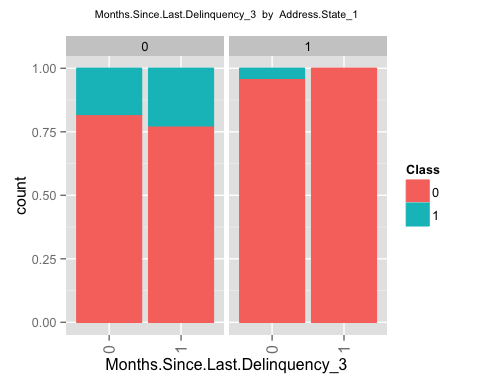 Months.Since.Last.Delinquency_3 by Address.State_1
0 1
1.00
0.75
0.50
0.25
0.00
count
0 1 0 1
Months.Since.Last.Delinquency_3
Class
0
1